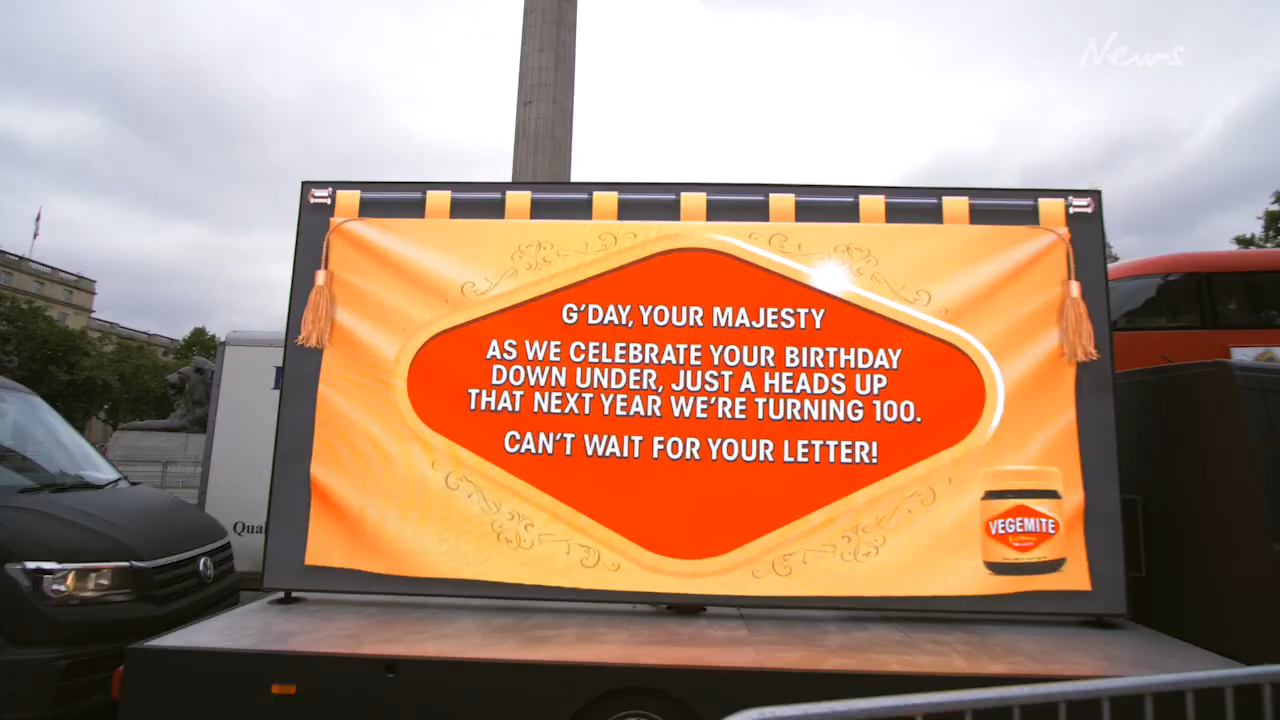 News
G'DAY, YOUR MAJESTY
AS WE CELEBRATE YOUR BIRTHDAY
DOWN UNDER, JUST A HEADS UP
THAT NEXT YEAR WE'RE TURNING 100.
CAN'T WAIT FOR YOUR LETTER!
VEGEMITE